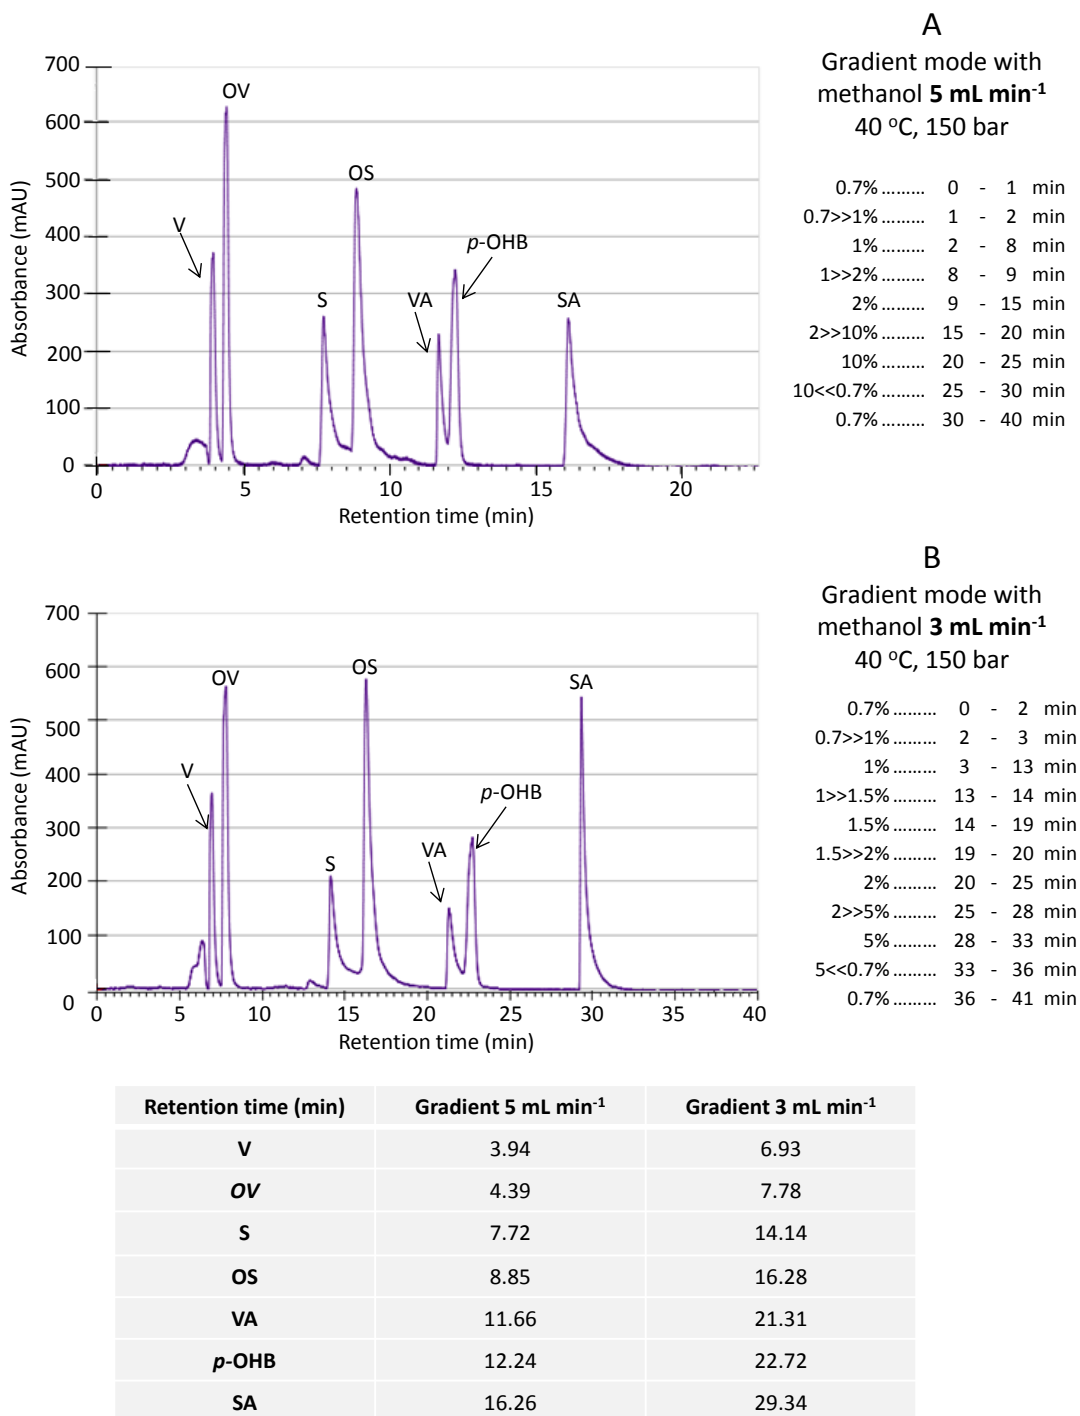 A
Gradient mode with
methanol 5 mL min-1
40 oC, 150 bar
0.7% ......... 0 - 1 min
0.7>>1% ......... 1 - 2 min
1% ......... 2 - 8 min
1>>2% ......... 8 - 9 min
2% ......... 9 - 15 min
2>>10% ......... 15 - 20 min
10% ......... 20 - 25 min
10<<0.7% ......... 25 - 30 min
0.7% ......... 30 - 40 min
Absorbance (mAU)
700
600
500
400
300
200
100
0
V
OV
S
OS
VA
p-OHB
SA
0 5 10 15 20
Retention time (min)
B
Gradient mode with
methanol 3 mL min-1
40 oC, 150 bar
0.7% ......... 0 - 2 min
0.7>>1% ......... 2 - 3 min
1% ......... 3 - 13 min
1>>1.5% ......... 13 - 14 min
1.5% ......... 14 - 19 min
1.5>>2% ......... 19 - 20 min
2% ......... 20 - 25 min
2>>5% ......... 25 - 28 min
5% ......... 28 - 33 min
5<<0.7% ......... 33 - 36 min
0.7% ......... 36 - 41 min
Absorbance (mAU)
700
600
500
400
300
200
100
0
V
OV
S
OS
VA
p-OHB
SA
0 5 10 15 20 25 30 35 40
Retention time (min)
Retention time (min) Gradient 5 mL min-1 Gradient 3 mL min-1
V 3.94 6.93
OV 4.39 7.78
S 7.72 14.14
OS 8.85 16.28
VA 11.66 21.31
p-OHB 12.24 22.72
SA 16.26 29.34